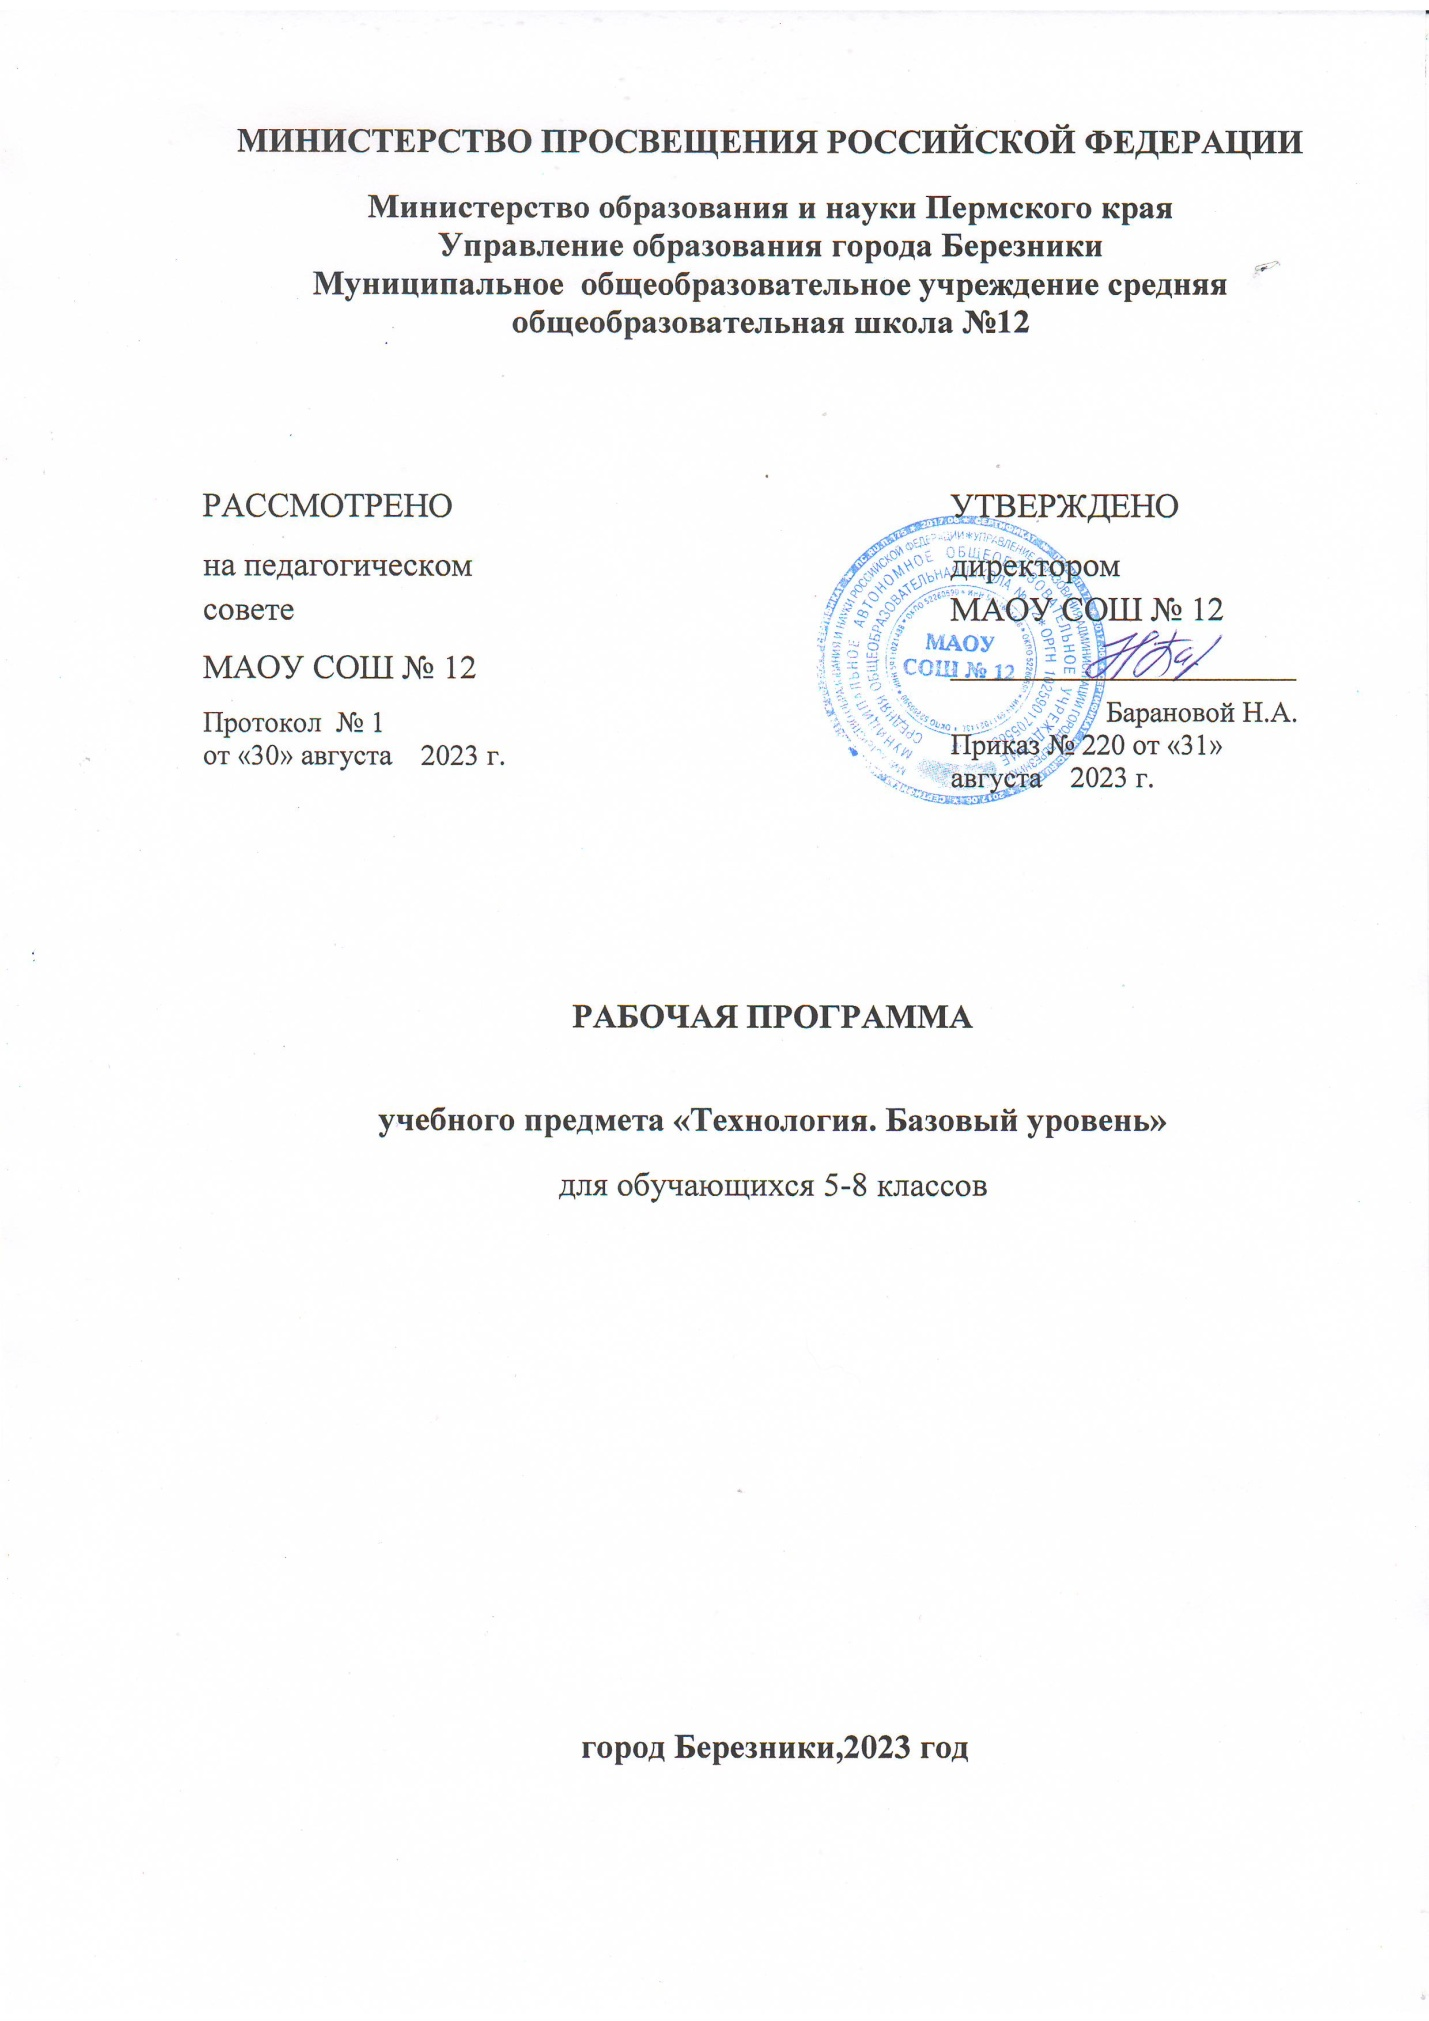 МИНИСТЕРСТВО ПРОСВЕЩЕНИЯ РОССИЙСКОЙ ФЕДЕРАЦИИ
Министерство образования и науки Пермского края
Управление образования города Березники
Муниципальное общеобразовательное учреждение средняя
общеобразовательная школа №12
РАССМОТРЕНО
на педагогическом
совете
МАОУ СОШ № 12
Протокол № 1
от «30» августа 2023 г.
УТВЕРЖДЕНО
директором
МАОУ СОШ № 12
Барановой Н.А.
Приказ № 220 от «31»
августа 2023 г.
МАОУ
СОШ № 12
РАБОЧАЯ ПРОГРАММА
учебного предмета «Технология. Базовый уровень»
для обучающихся 5-8 классов
город Березники,2023 год